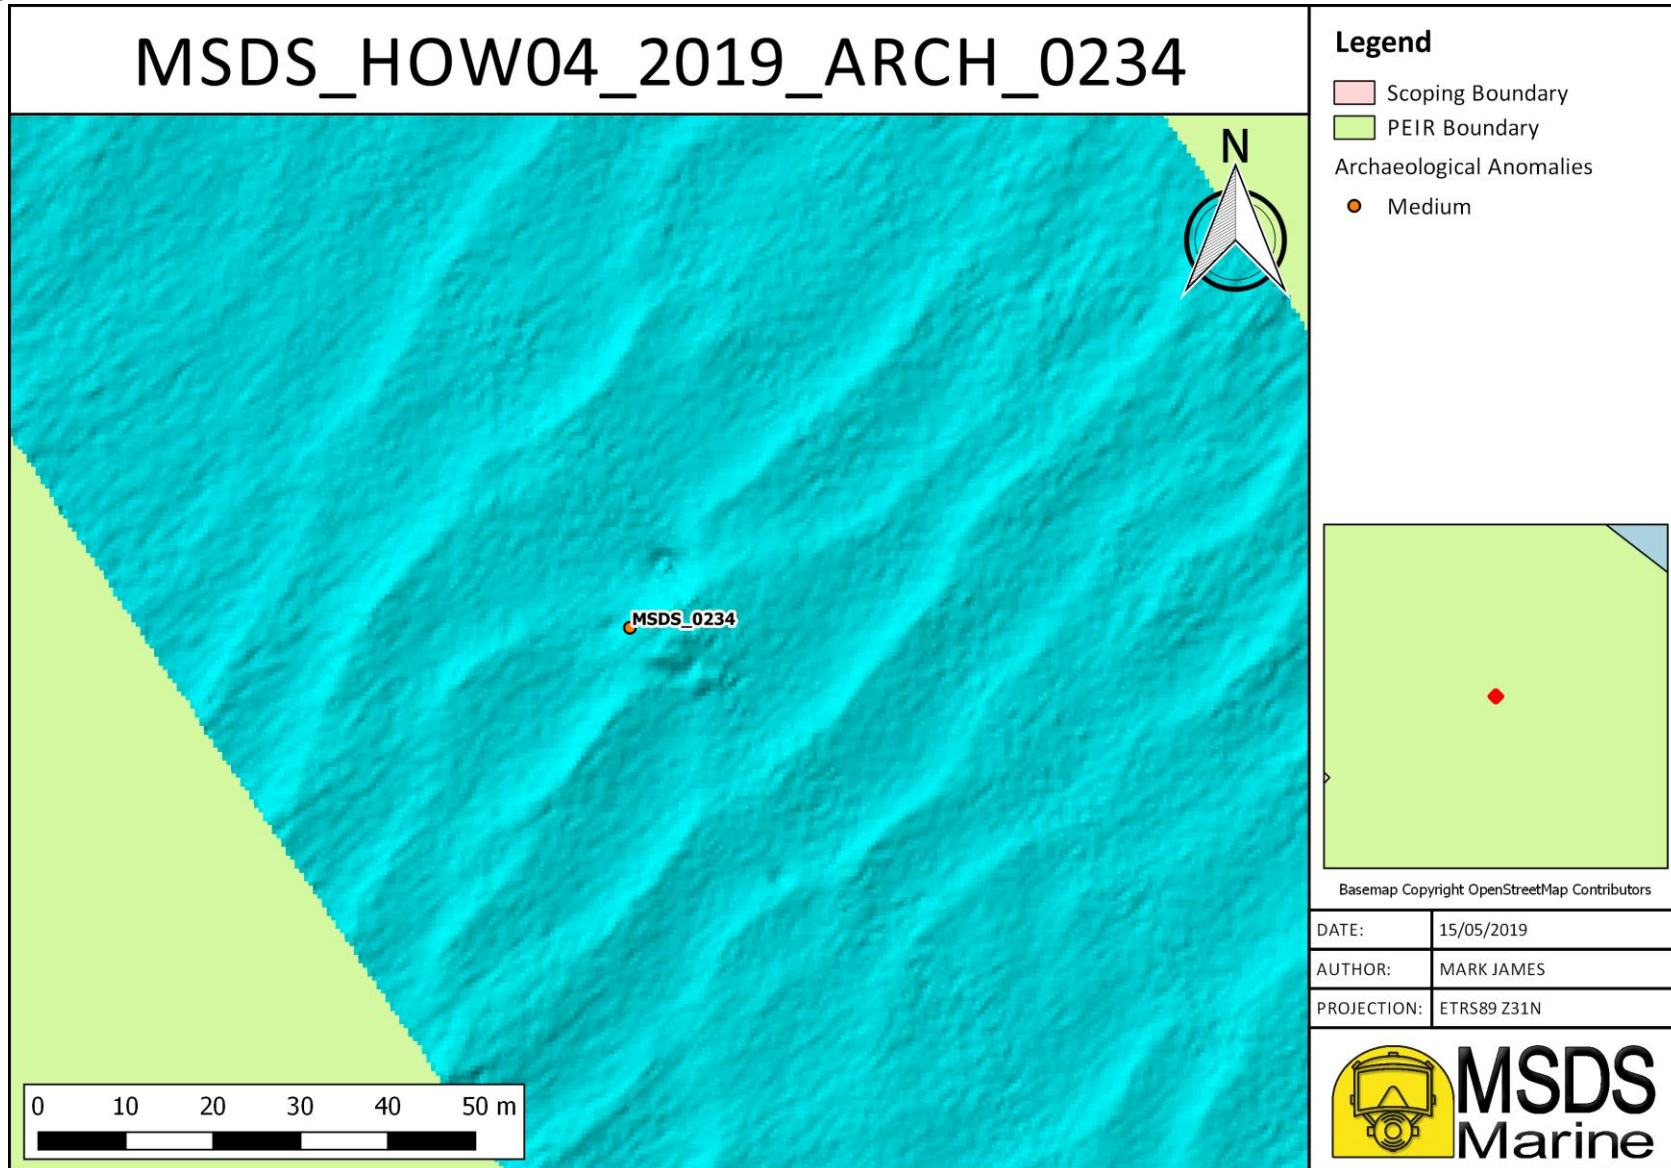 MSDS_HOW04_2019_ARCH_0234
N
MSDS_0234
0 10 20 30 40 50 m
Legend
Scoping Boundary
PEIR Boundary
Archaeological Anomalies
Medium
Basemap Copyright OpenStreetMap Contributors
DATE: 15/05/2019
AUTHOR: MARK JAMES
PROJECTION: ETRS89 Z31N
MSDS
Marine